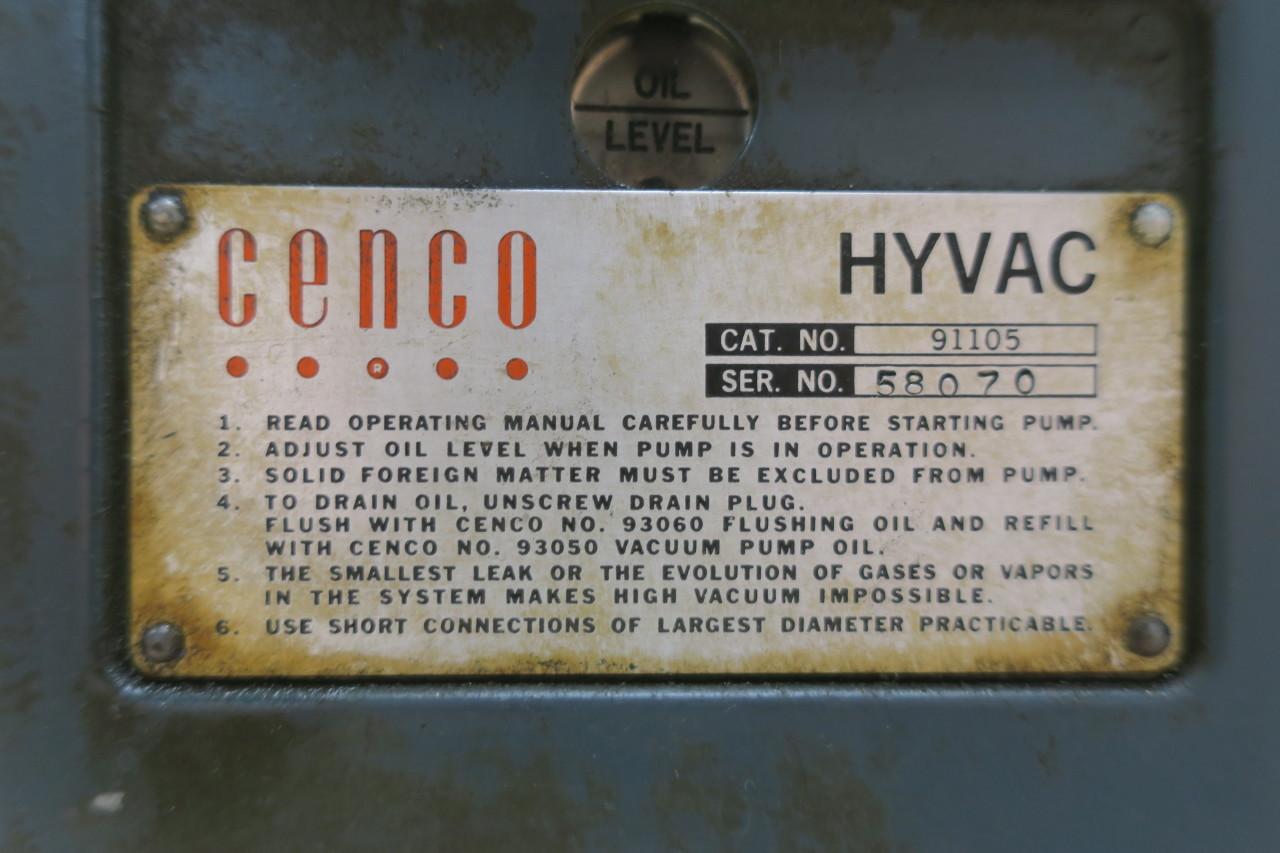 OIL
LEVEL
cenco
HYVAC
®
CAT. NO. 91105
SER. NO. 58070
1. READ OPERATING MANUAL CAREFULLY BEFORE STARTING PUMP.
2. ADJUST OIL LEVEL WHEN PUMP IS IN OPERATION.
3. SOLID FOREIGN MATTER MUST BE EXCLUDED FROM PUMP.
4. TO DRAIN OIL, UNSCREW DRAIN PLUG.
FLUSH WITH CENCO NO. 93060 FLUSHING OIL AND REFILL
WITH CENCO NO. 93050 VACUUM PUMP OIL.
5. THE SMALLEST LEAK OR THE EVOLUTION OF GASES OR VAPORS
IN THE SYSTEM MAKES HIGH VACUUM IMPOSSIBLE.
6. USE SHORT CONNECTIONS OF LARGEST DIAMETER PRACTICABLE.